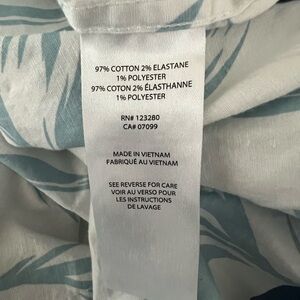 97% COTTON 2% ELASTANE
1% POLYESTER
97% COTON 2% ÉLASTHANNE
1% POLYESTER
RN# 123280
CA# 07099
MADE IN VIETNAM
FABRIQUÉ AU VIETNAM
SEE REVERSE FOR CARE
VOIR AU VERSO POUR
LES INSTRUCTIONS
DE LAVAGE